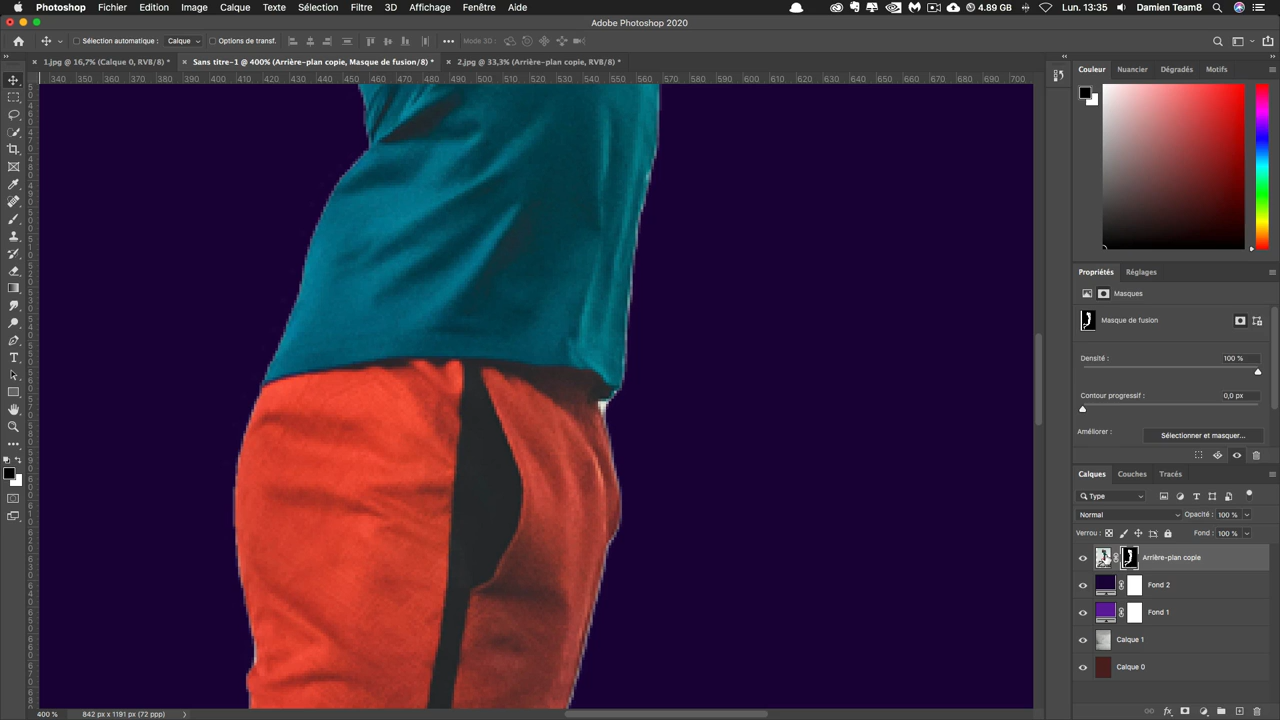 Photoshop Fichier Edition Image Calque Texte Sélection Filtre 3D Affichage Fenêtre Aide
4.89 GB Lun. 13:35 Damien Team8
Adobe Photoshop 2020
Sélection automatique : Calque Options de transf. Mode 3D :
1.jpg @ 16,7% (Calque 0, RVB/8) * Sans titre-1 @ 400% (Arrière-plan copie, Masque de fusion/8) * 2.jpg @ 33,3% (Arrière-plan copie, RVB/8) *
340 350 360 370 380 390 400 410 420 430 440 450 460 470 480 490 500 510 520 530 540 550 560 570 580 590 600 610 620 630 640 650 660 670 680 690 700
Couleur Nuancier Dégradés Motifs
Propriétés Réglages
Masques
Masque de fusion
Densité : 100 %
Contour progressif : 0,0 px
Améliorer : Sélectionner et masquer...
Calques Couches Tracés
Type
Normal Opacité : 100 %
Verrou : Fond : 100 %
Arrière-plan copie
Fond 2
Fond 1
Calque 1
Calque 0
400 % 842 px x 1191 px (72 ppp)